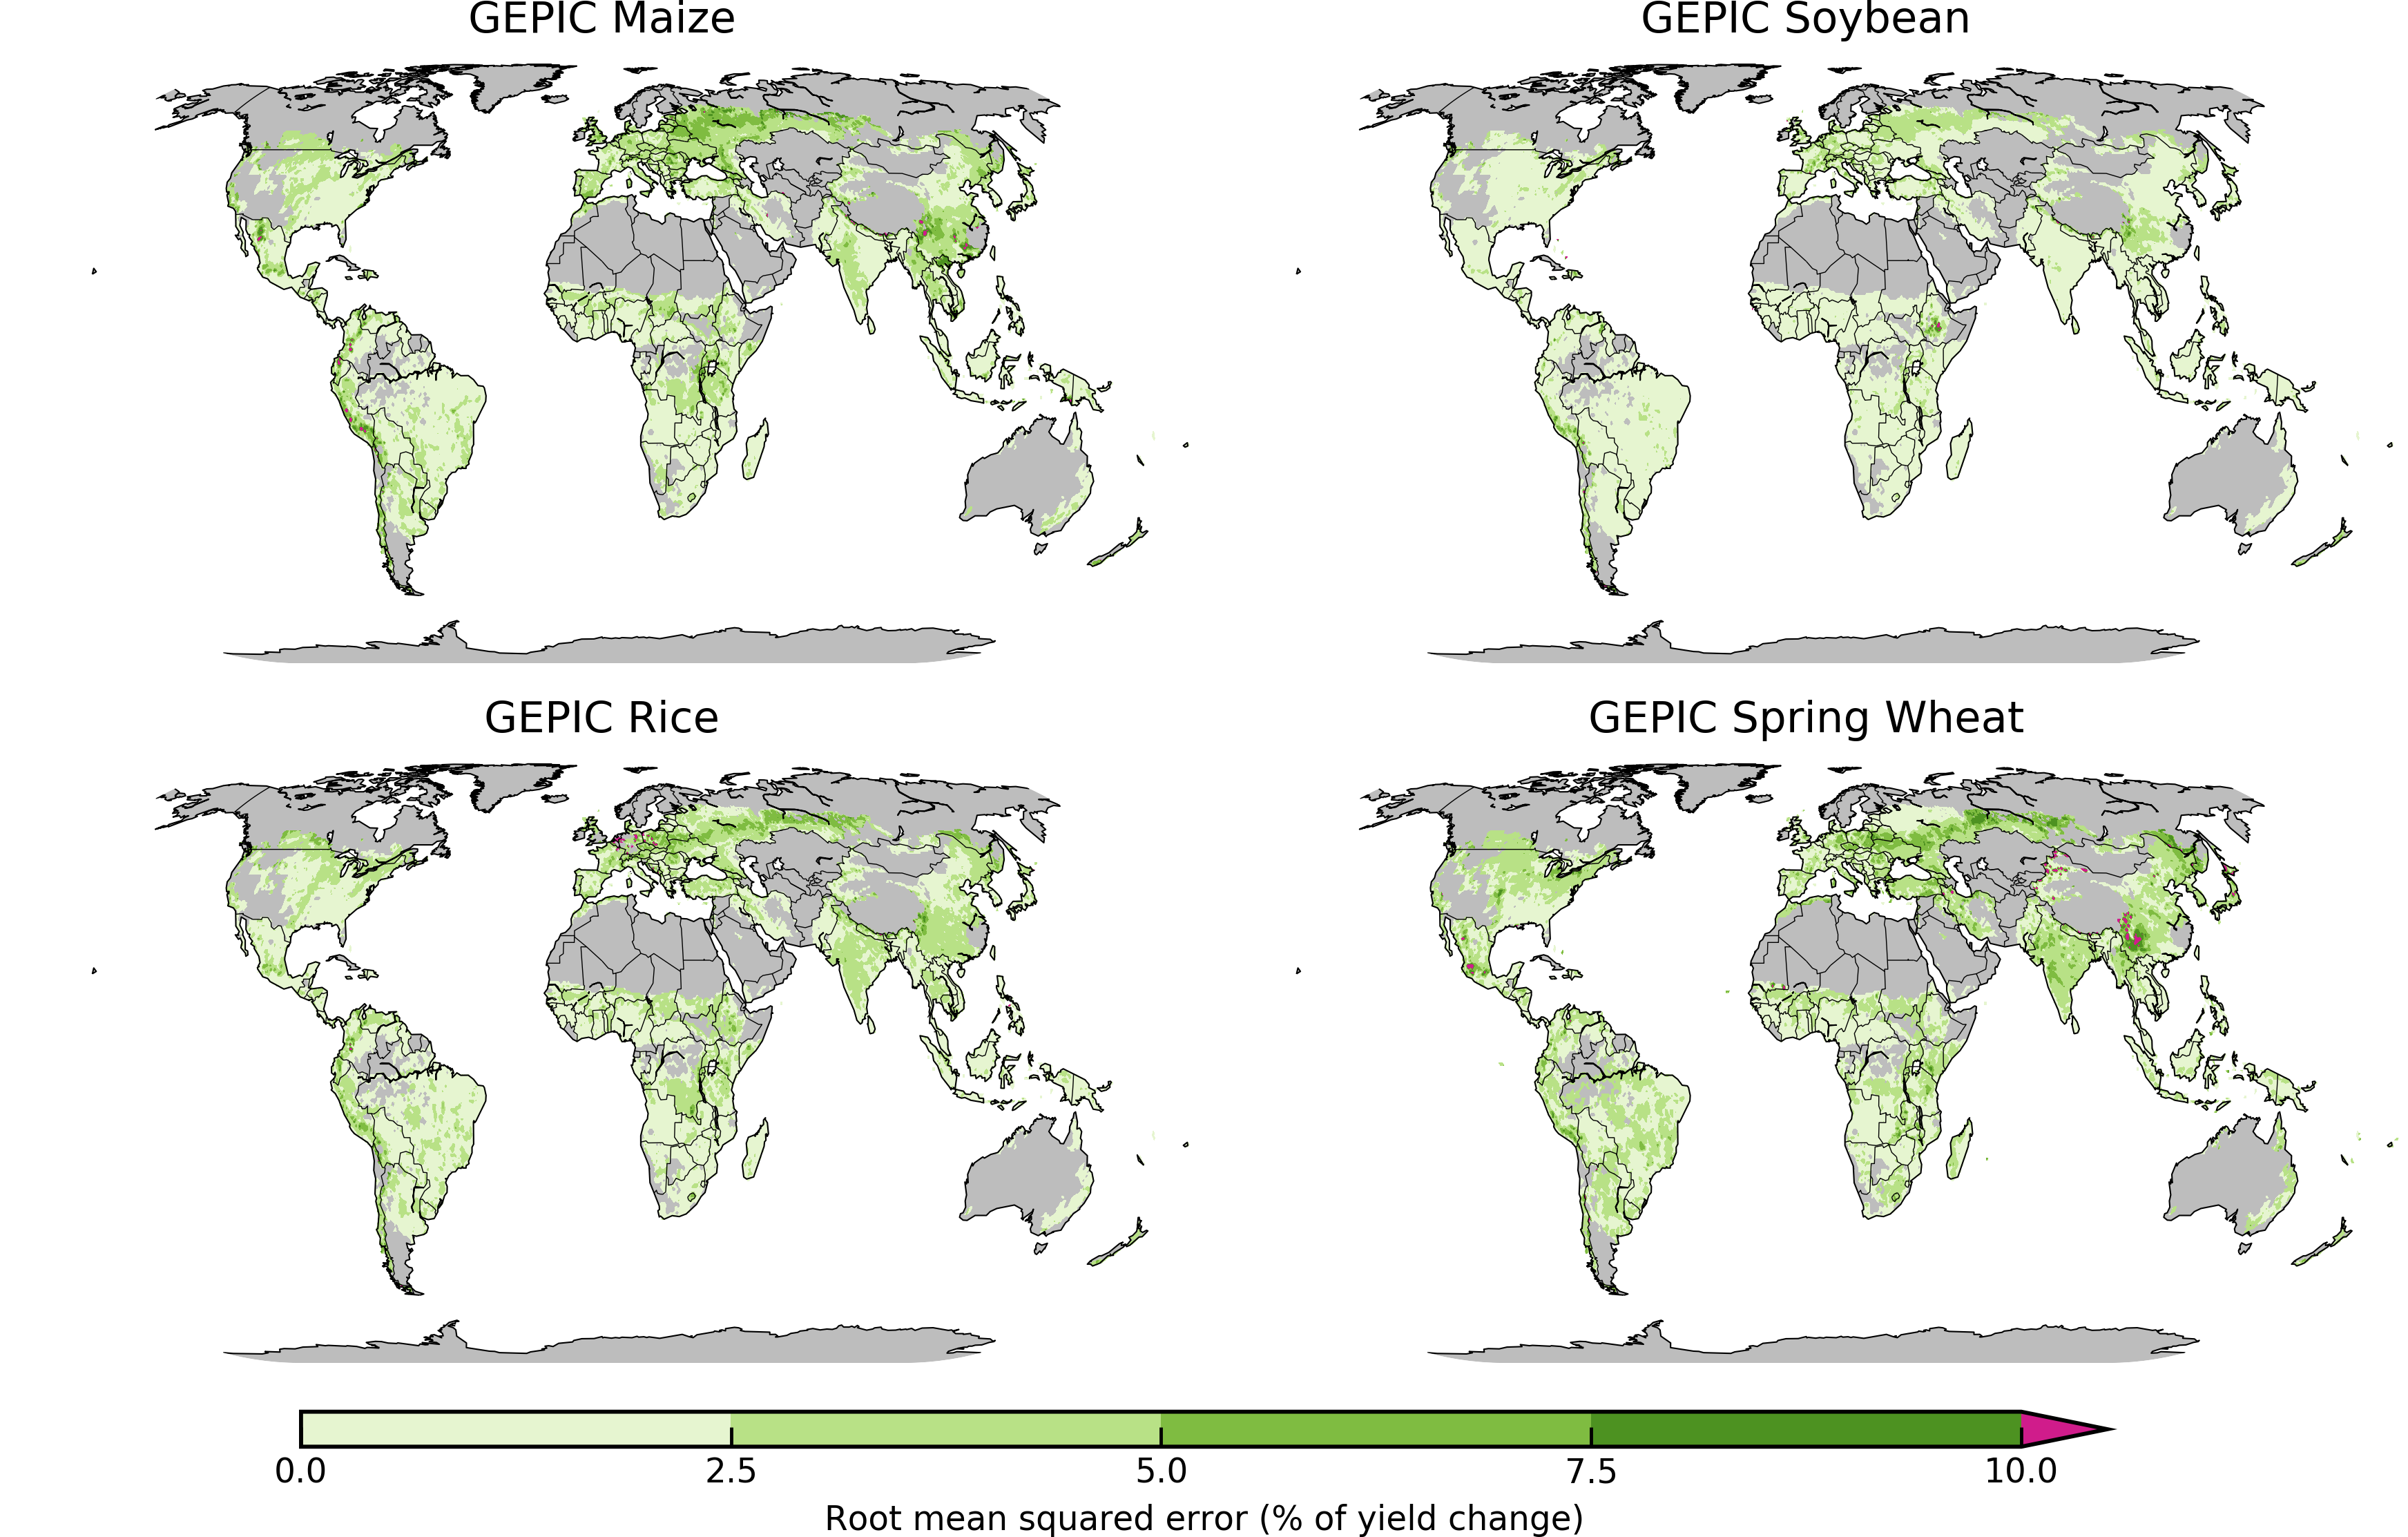 GEPIC Maize
GEPIC Soybean
GEPIC Rice
GEPIC Spring Wheat
0.0 2.5 5.0 7.5 10.0
Root mean squared error (% of yield change)